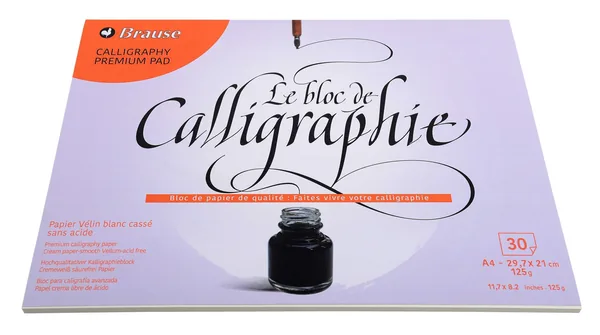 Brause
CALLIGRAPHY
PREMIUM PAD
Le bloc de
Calligraphie
Bloc de papier de qualité : Faites vivre votre calligraphie
Papier Vélin blanc cassé
sans acide
Premium calligraphy paper
Cream paper-smooth vellum-acid free
Hochqualitativer Kalligraphieblock
Cremeweiß säurefreier Papier
Bloc para caligrafía avanzada
Papel crema libre de ácido
30
A4 - 29,7 x 21 cm
125g
11,7 x 8.2 inches - 125g